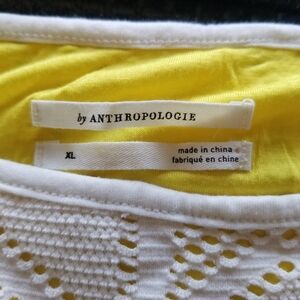 by ANTHROPOLOGIE
XL
made in china
fabriqué en chine